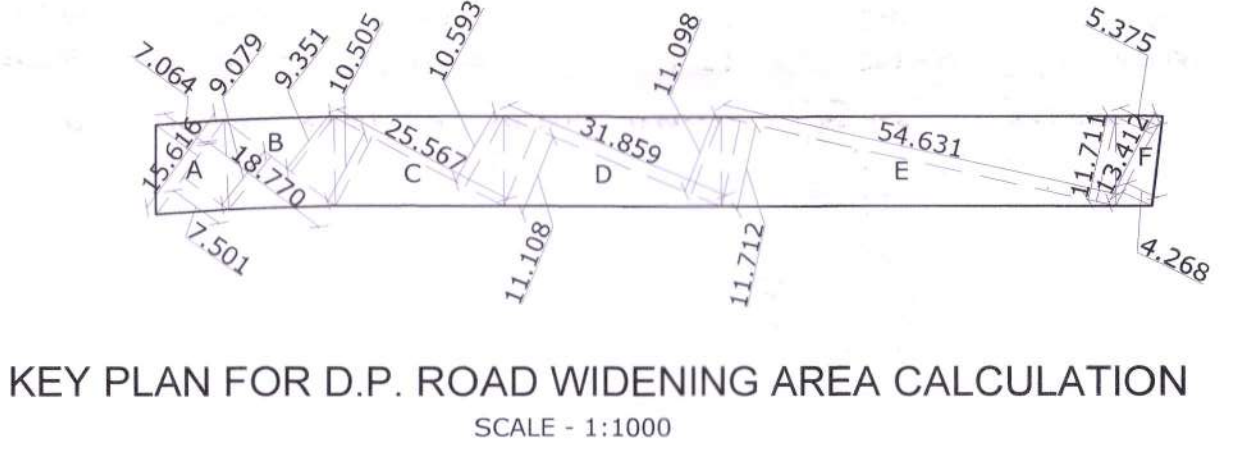 7.064
9.079
9.351
10.505
10.593
11.098
5.375
15.616
A
B
18.770
25.567
C
31.859
D
54.631
E
11.711
13.412
F
7.501
11.108
11.712
4.268
KEY PLAN FOR D.P. ROAD WIDENING AREA CALCULATION
SCALE - 1:1000